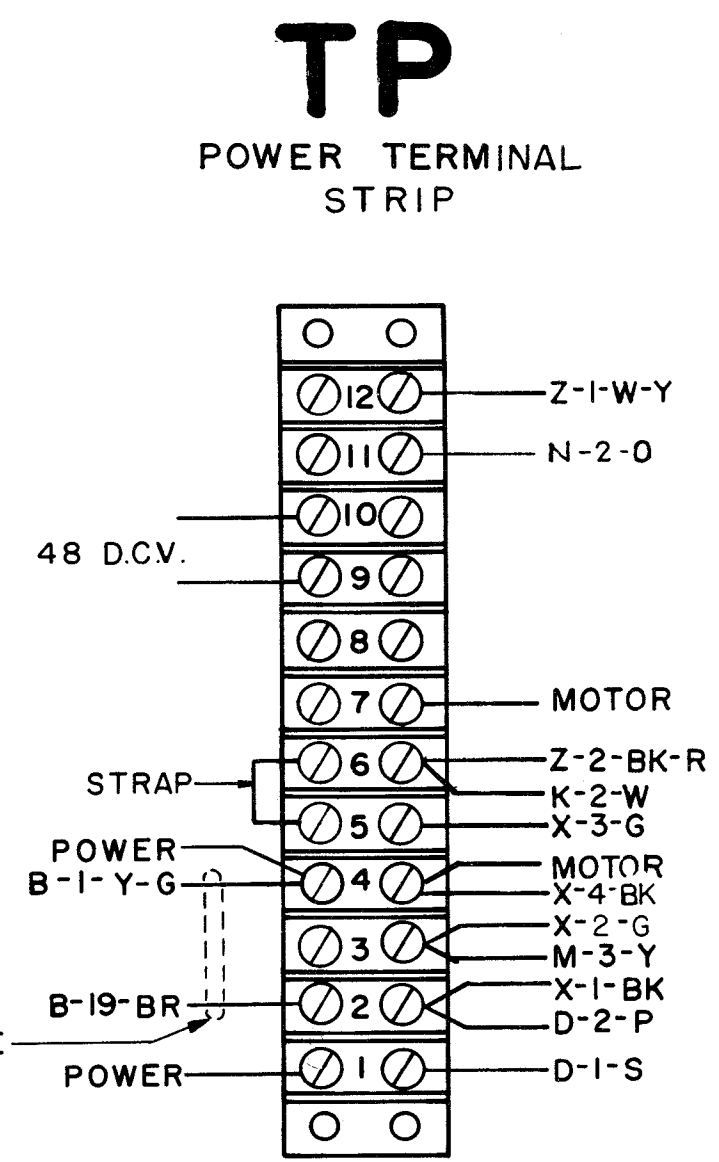 TP
POWER TERMINAL
STRIP
12 Z-1-W-Y
11 N-2-O
10
48 D.C.V.
9
8
7 MOTOR
6 Z-2-BK-R
STRAP
K-2-W
5 X-3-G
POWER
MOTOR
B-1-Y-G 4
X-4-BK
X-2-G
3
M-3-Y
X-1-BK
B-19-BR 2
D-2-P
E
POWER 1 D-1-S